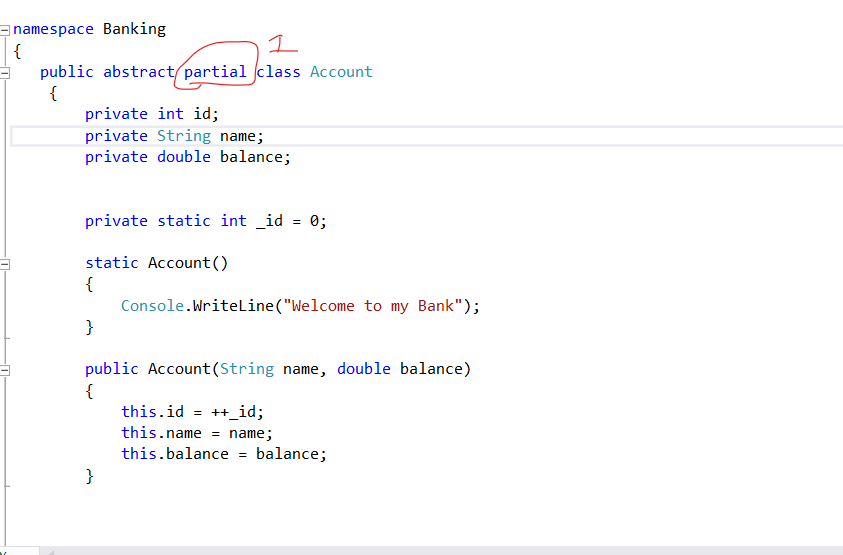 namespace Banking
{
public abstract partial class Account
1
{
private int id;
private String name;
private double balance;
private static int _id = 0;
static Account()
{
Console.WriteLine("Welcome to my Bank");
}
public Account(String name, double balance)
{
this.id = ++_id;
this.name = name;
this.balance = balance;
}